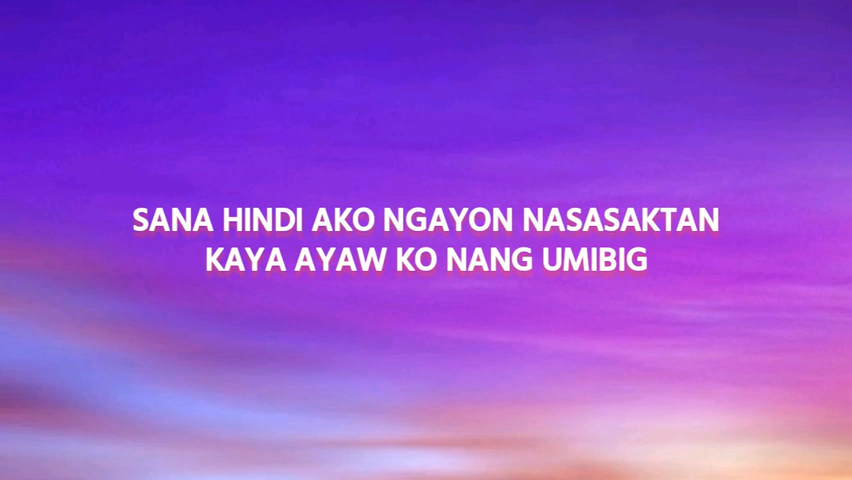 SANA HINDI AKO NGAYON NASASAKTAN
KAYA AYAW KO NANG UMIBIG